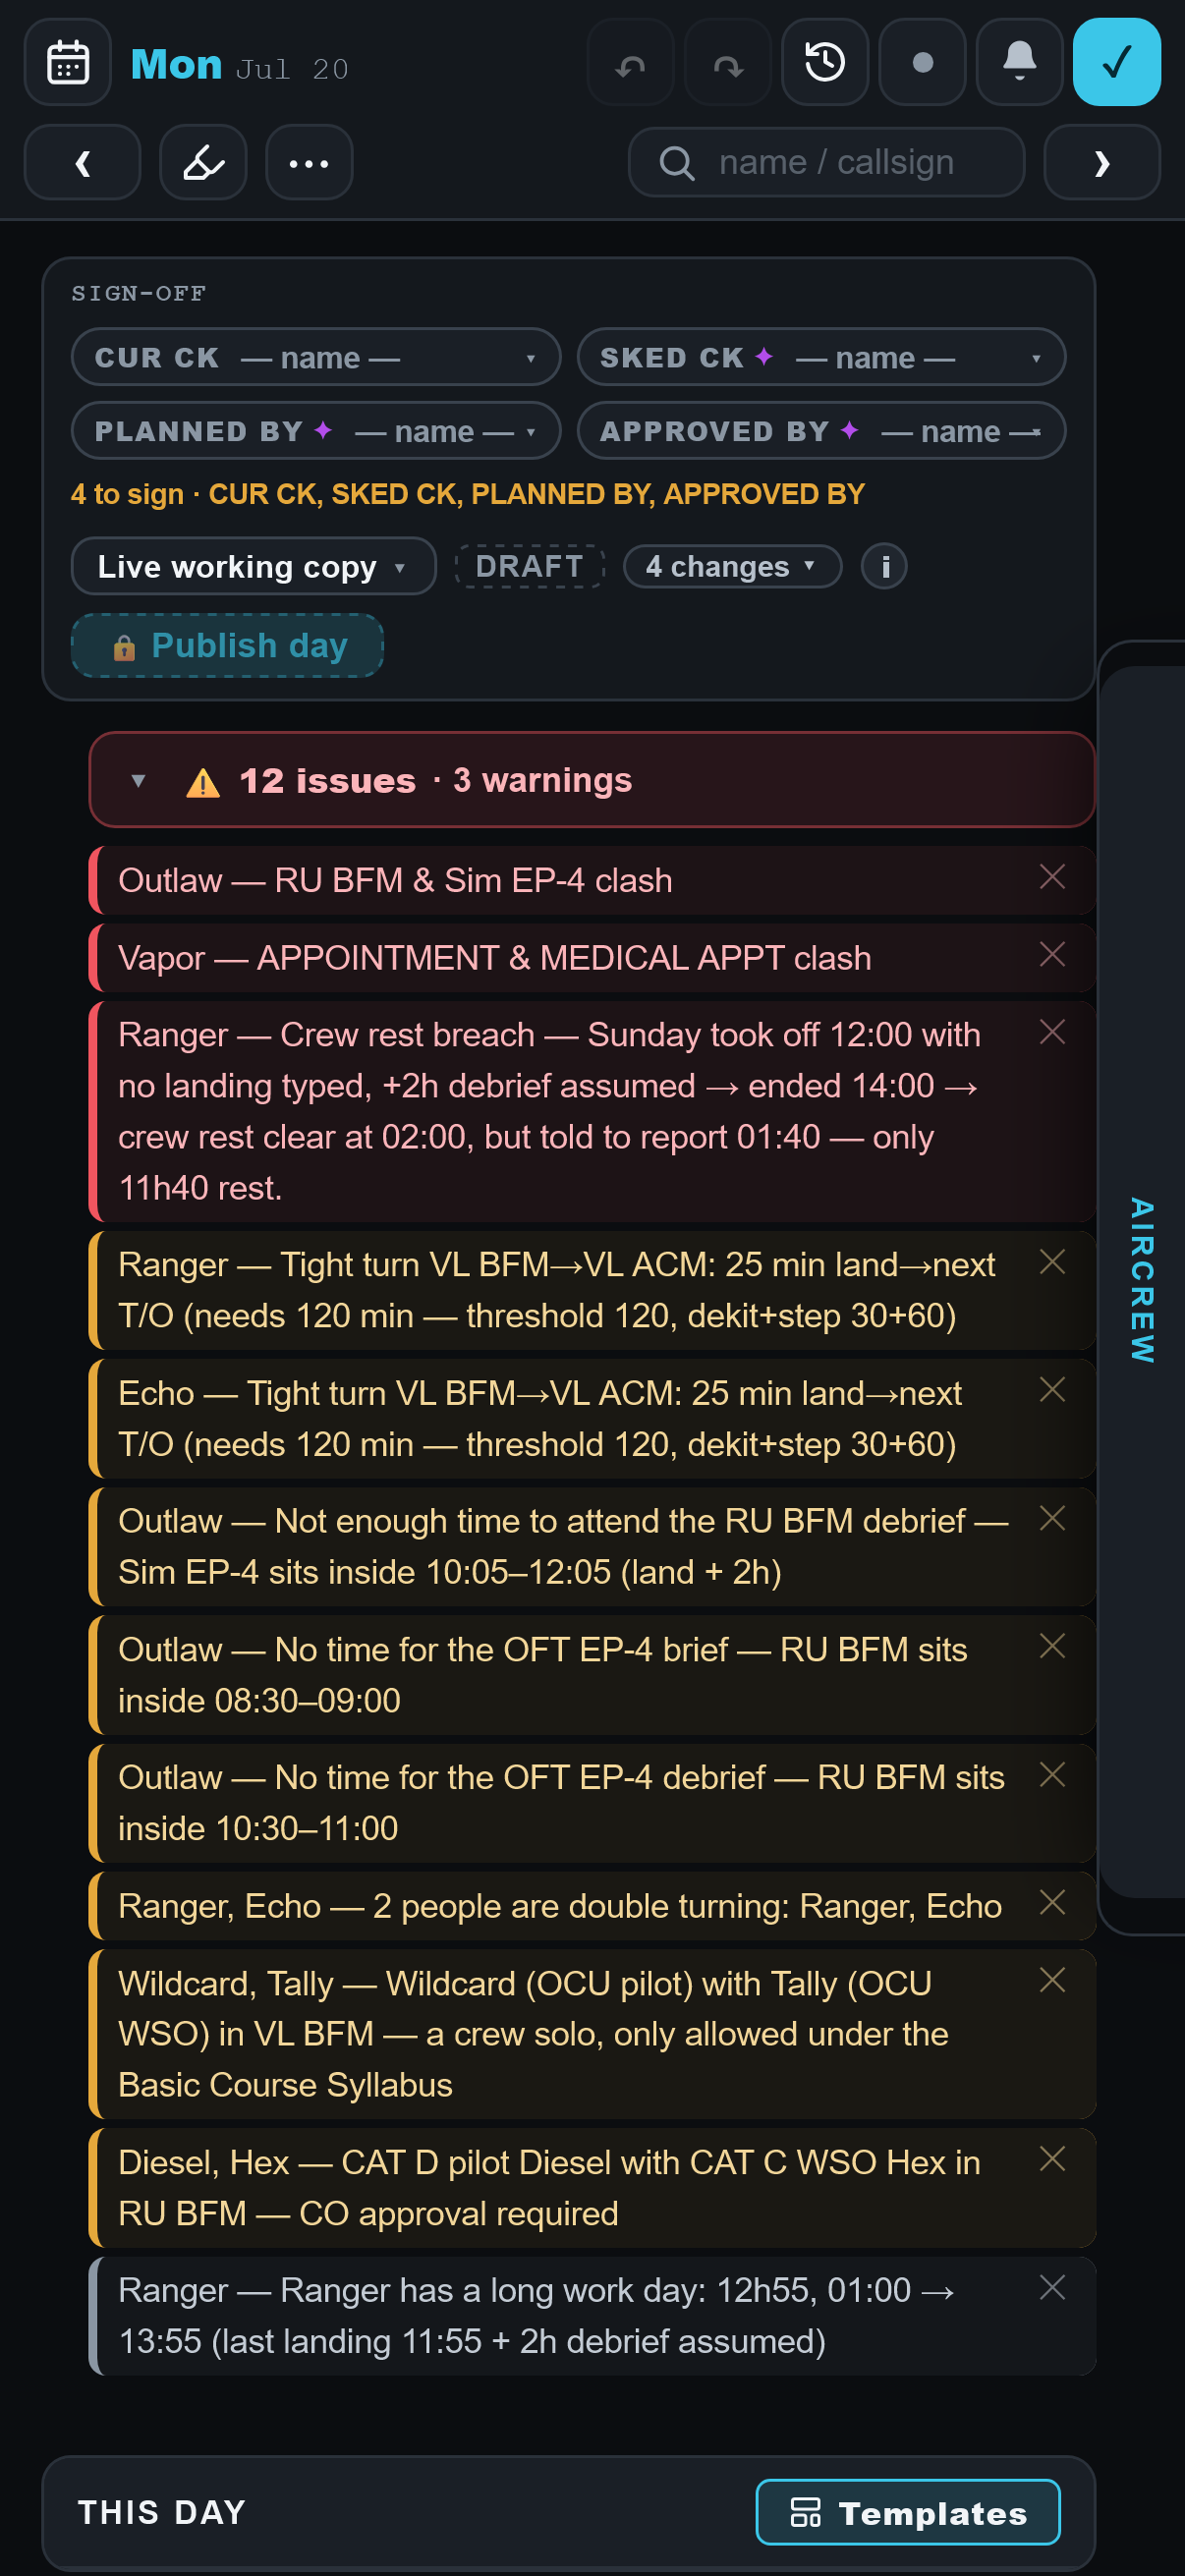 Mon Jul 20
name / callsign
SIGN-OFF
CUR CK — name —
SKED CK ✦ — name —
PLANNED BY ✦ — name —
APPROVED BY ✦ — name —
4 to sign · CUR CK, SKED CK, PLANNED BY, APPROVED BY
Live working copy
DRAFT
4 changes
i
Publish day
12 issues · 3 warnings
Outlaw — RU BFM & Sim EP-4 clash
Vapor — APPOINTMENT & MEDICAL APPT clash
Ranger — Crew rest breach — Sunday took off 12:00 with
no landing typed, +2h debrief assumed → ended 14:00 →
crew rest clear at 02:00, but told to report 01:40 — only
11h40 rest.
Ranger — Tight turn VL BFM→VL ACM: 25 min land→next
T/O (needs 120 min — threshold 120, dekit+step 30+60)
Echo — Tight turn VL BFM→VL ACM: 25 min land→next
T/O (needs 120 min — threshold 120, dekit+step 30+60)
Outlaw — Not enough time to attend the RU BFM debrief —
Sim EP-4 sits inside 10:05–12:05 (land + 2h)
Outlaw — No time for the OFT EP-4 brief — RU BFM sits
inside 08:30–09:00
Outlaw — No time for the OFT EP-4 debrief — RU BFM sits
inside 10:30–11:00
Ranger, Echo — 2 people are double turning: Ranger, Echo
Wildcard, Tally — Wildcard (OCU pilot) with Tally (OCU
WSO) in VL BFM — a crew solo, only allowed under the
Basic Course Syllabus
Diesel, Hex — CAT D pilot Diesel with CAT C WSO Hex in
RU BFM — CO approval required
Ranger — Ranger has a long work day: 12h55, 01:00 →
13:55 (last landing 11:55 + 2h debrief assumed)
AIRCREW
THIS DAY
Templates